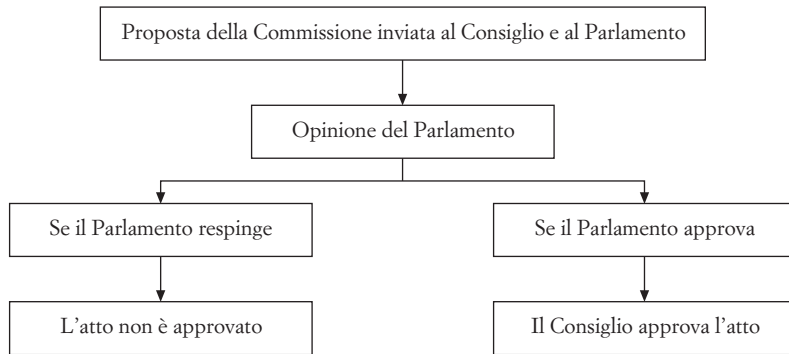 Proposta della Commissione inviata al Consiglio e al Parlamento
Opinione del Parlamento
Se il Parlamento respinge
Se il Parlamento approva
L’atto non è approvato
Il Consiglio approva l’atto